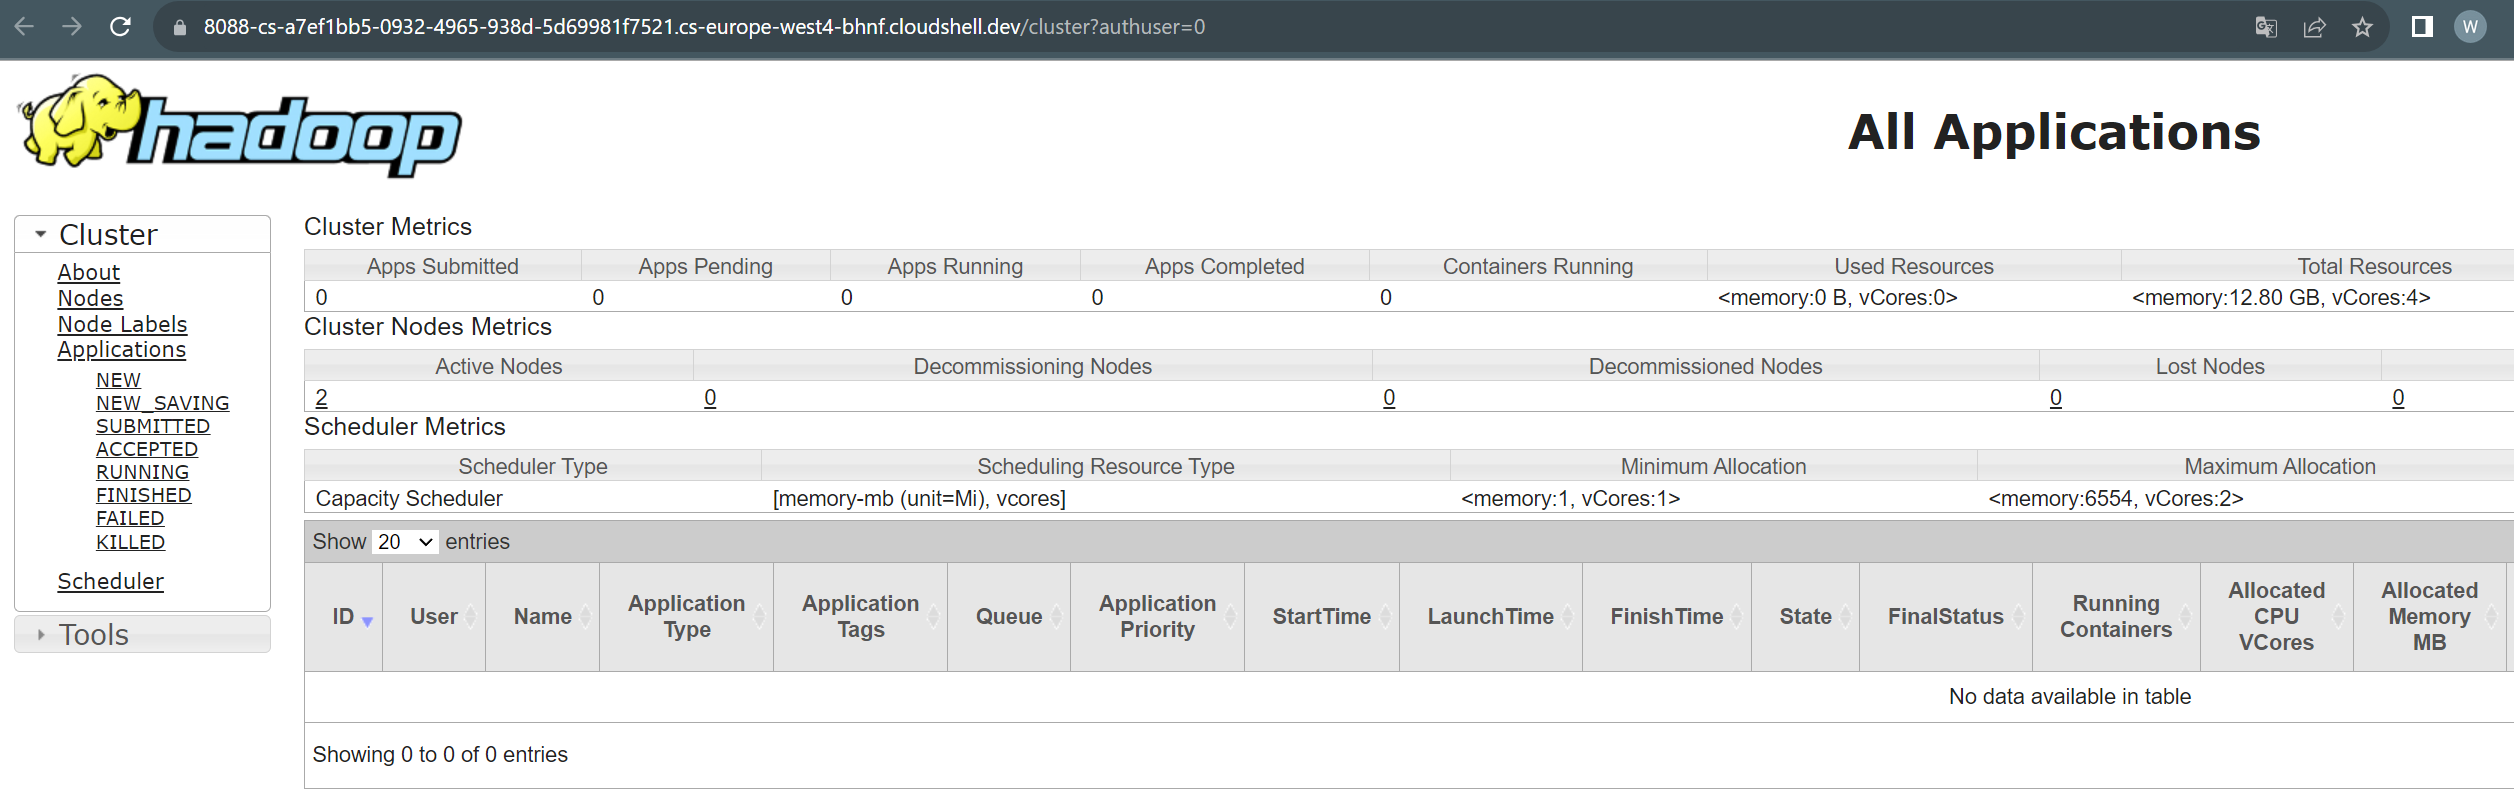 8088-cs-a7ef1bb5-0932-4965-938d-5d69981f7521.cs-europe-west4-bhnf.cloudshell.dev/cluster?authuser=0
W
hadoop
All Applications
Cluster
About
Nodes
Node Labels
Applications
NEW
NEW_SAVING
SUBMITTED
ACCEPTED
RUNNING
FINISHED
FAILED
KILLED
Scheduler
Tools
Cluster Metrics
Apps Submitted Apps Pending Apps Running Apps Completed Containers Running Used Resources Total Resources
0 0 0 0 0 <memory:0 B, vCores:0> <memory:12.80 GB, vCores:4>
Cluster Nodes Metrics
Active Nodes Decommissioning Nodes Decommissioned Nodes Lost Nodes
2 0 0 0 0
Scheduler Metrics
Scheduler Type Scheduling Resource Type Minimum Allocation Maximum Allocation
Capacity Scheduler [memory-mb (unit=Mi), vcores] <memory:1, vCores:1> <memory:6554, vCores:2>
Show 20 entries
ID User Name Application Type Application Tags Queue Application Priority StartTime LaunchTime FinishTime State FinalStatus Running Containers Allocated CPU VCores Allocated Memory MB
No data available in table
Showing 0 to 0 of 0 entries